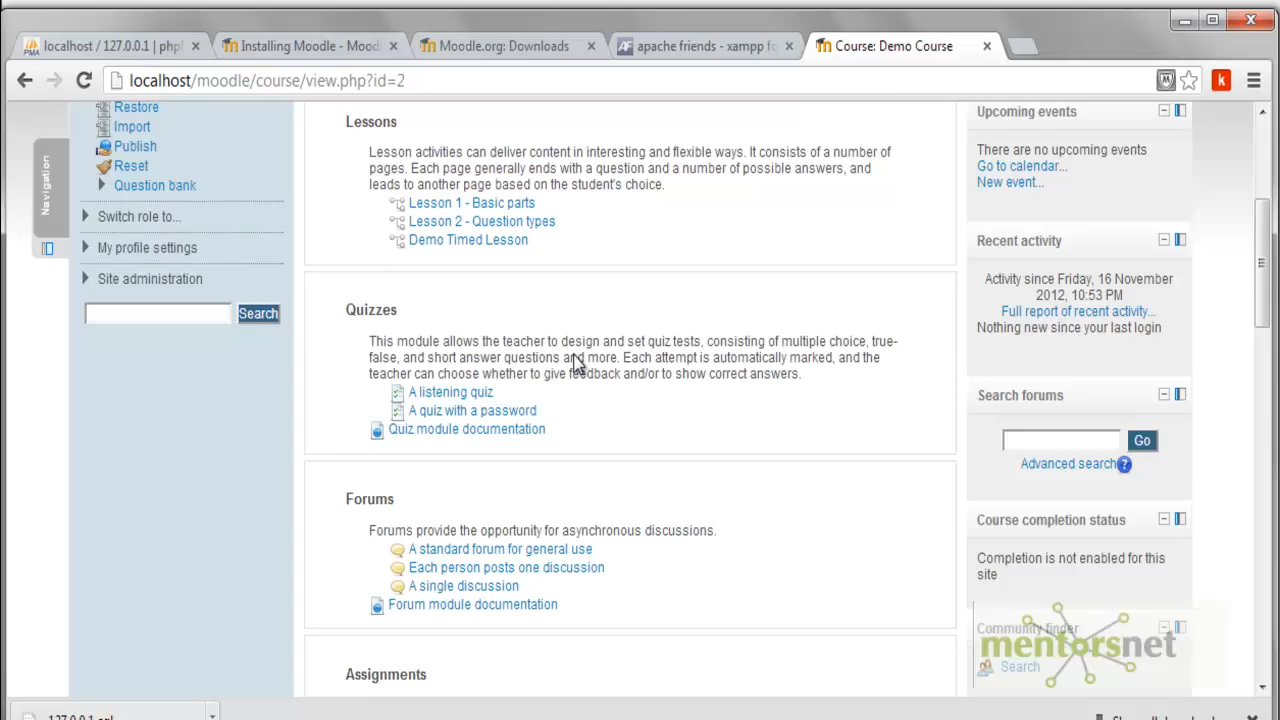 localhost / 127.0.0.1 | phpl
Installing Moodle - Moodl
Moodle.org: Downloads
apache friends - xampp fo
Course: Demo Course
localhost/moodle/course/view.php?id=2
Restore
Import
Publish
Reset
Question bank
Switch role to...
My profile settings
Site administration
Search
Navigation
Lessons
Lesson activities can deliver content in interesting and flexible ways. It consists of a number of
pages. Each page generally ends with a question and a number of possible answers, and
leads to another page based on the student's choice.
Lesson 1 - Basic parts
Lesson 2 - Question types
Demo Timed Lesson
Quizzes
This module allows the teacher to design and set quiz tests, consisting of multiple choice, true-
false, and short answer questions and more. Each attempt is automatically marked, and the
teacher can choose whether to give feedback and/or to show correct answers.
A listening quiz
A quiz with a password
Quiz module documentation
Forums
Forums provide the opportunity for asynchronous discussions.
A standard forum for general use
Each person posts one discussion
A single discussion
Forum module documentation
Assignments
Upcoming events
There are no upcoming events
Go to calendar...
New event...
Recent activity
Activity since Friday, 16 November
2012, 10:53 PM
Full report of recent activity...
Nothing new since your last login
Search forums
Go
Advanced search
Course completion status
Completion is not enabled for this
site
Community finder
mentorsnet
Search